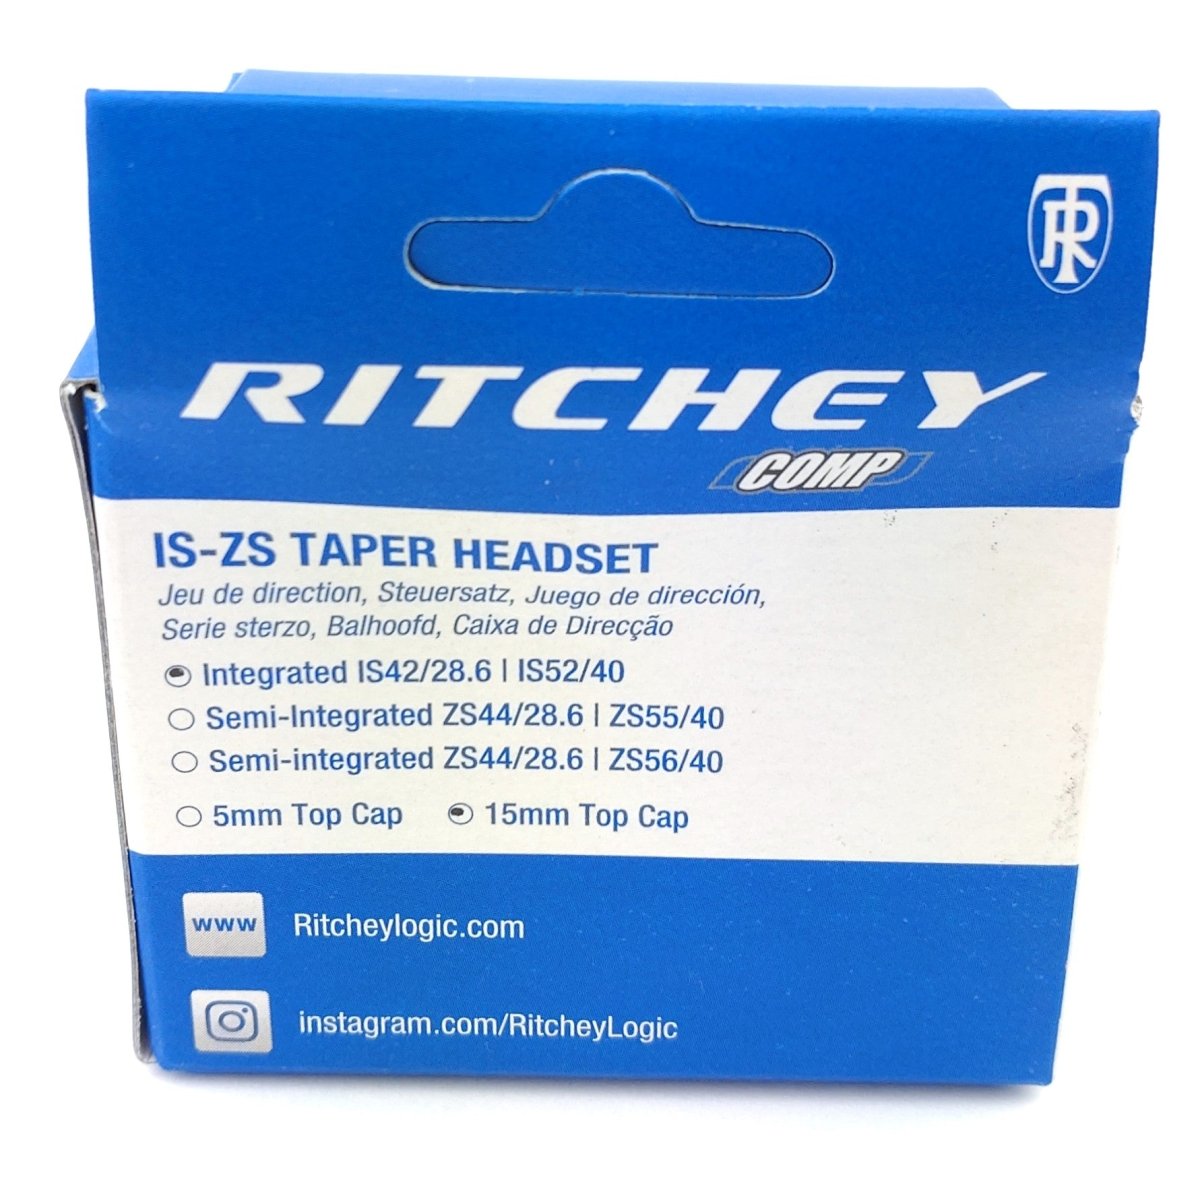 TR
RITCHEY
COMP
IS-ZS TAPER HEADSET
Jeu de direction, Steuersatz, Juego de dirección,
Serie sterzo, Balhoofd, Caixa de Direcção
Integrated IS42/28.6 | IS52/40
Semi-Integrated ZS44/28.6 | ZS55/40
Semi-integrated ZS44/28.6 | ZS56/40
5mm Top Cap 15mm Top Cap
www Ritcheylogic.com
instagram.com/RitcheyLogic